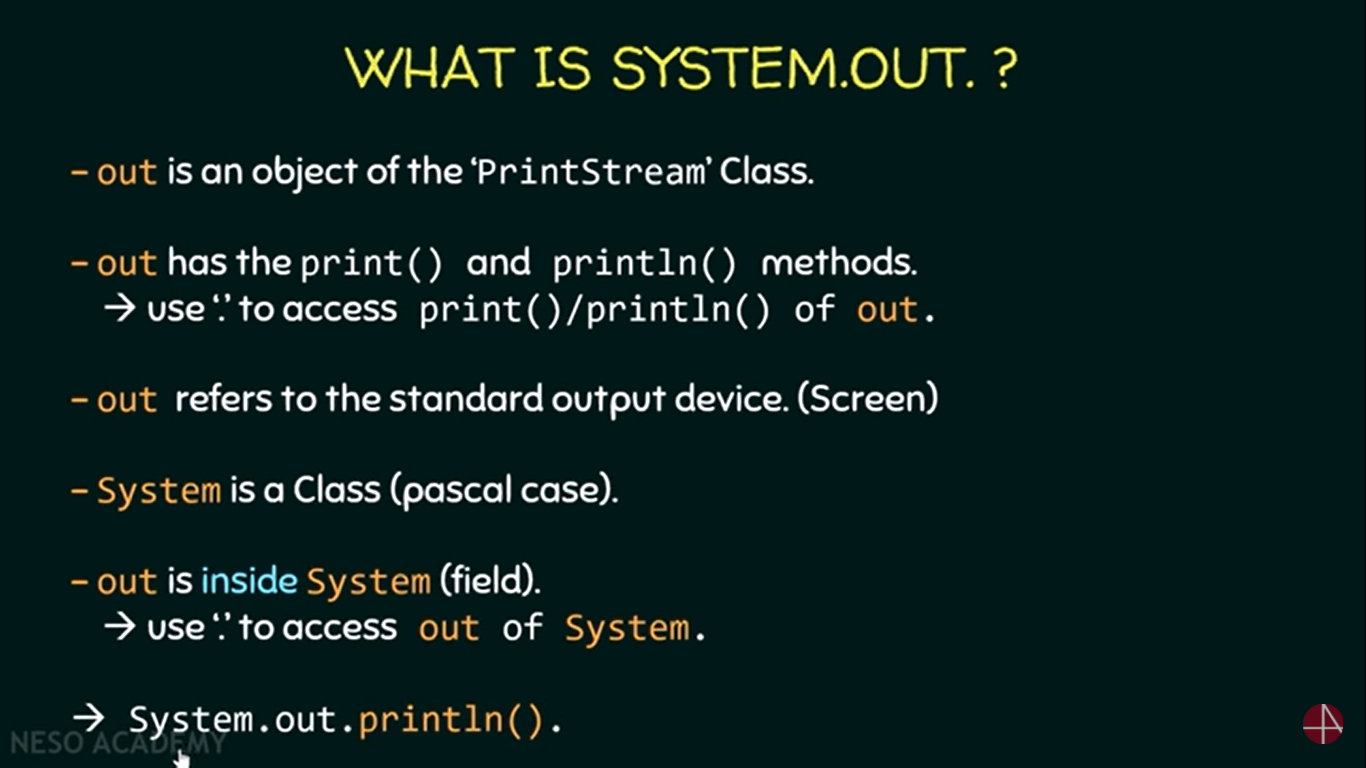 WHAT IS SYSTEM.OUT. ?
– out is an object of the ‘PrintStream’ Class.
– out has the print() and println() methods.
→ use ‘.’ to access print()/println() of out.
– out refers to the standard output device. (Screen)
– System is a Class (pascal case).
– out is inside System (field).
→ use ‘.’ to access out of System.
→ System.out.println().
NESO ACADEMY